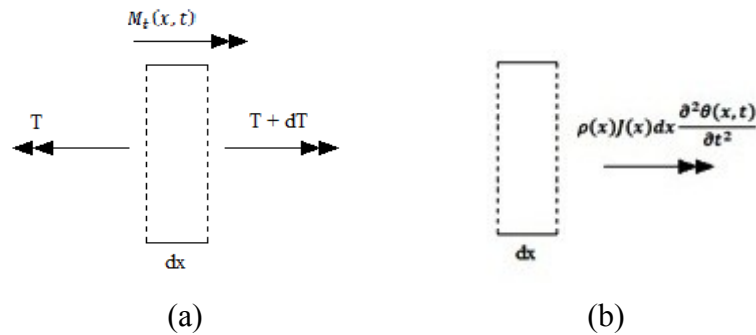 M_t(x,t)
T
T + dT
dx
(a)
ρ(x)J(x)dx ∂²θ(x,t)/∂t²
dx
(b)